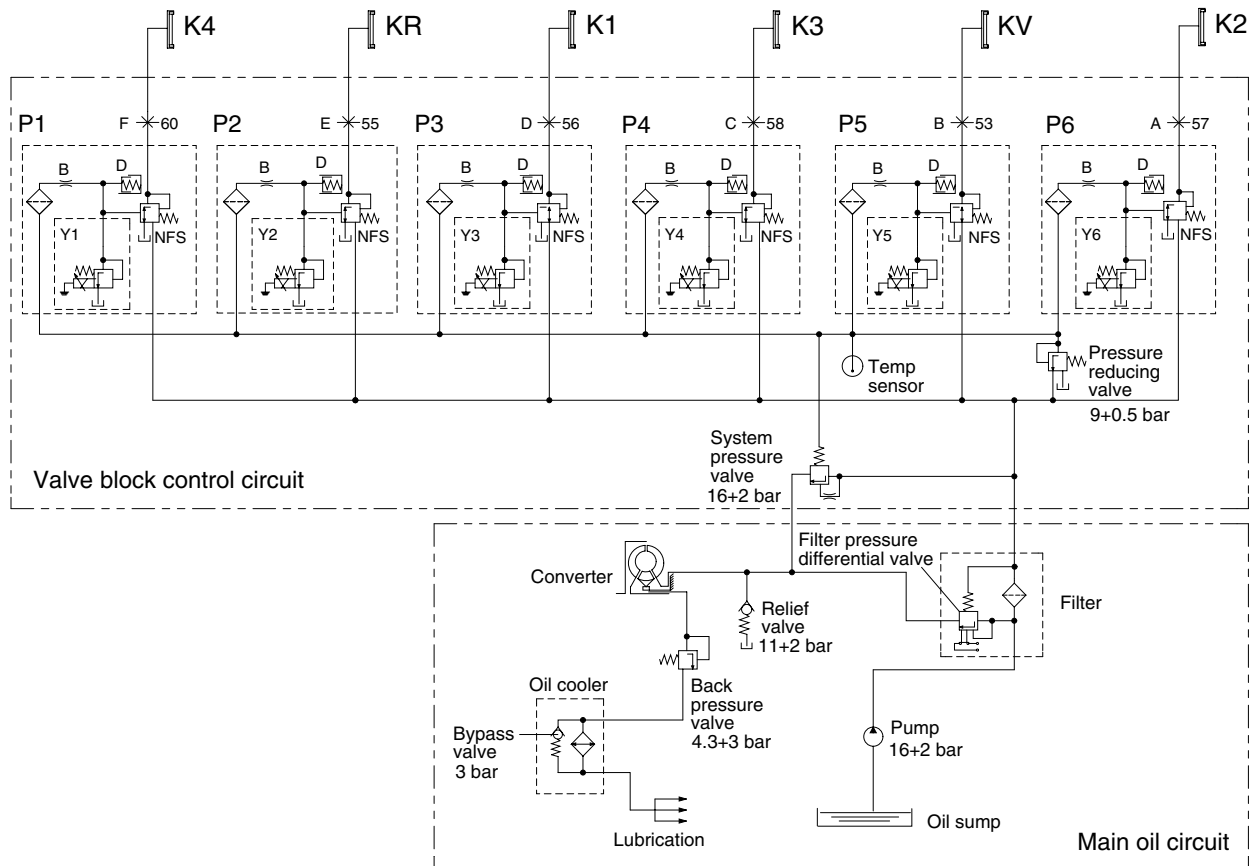 K4 KR K1 K3 KV K2
P1 F 60 P2 E 55 P3 D 56 P4 C 58 P5 B 53 P6 A 57
B D B D B D B D B D B D
Y1 NFS Y2 NFS Y3 NFS Y4 NFS Y5 NFS Y6 NFS
Temp
sensor
Pressure
reducing
valve
9+0.5 bar
System
pressure
valve
16+2 bar
Valve block control circuit
Filter pressure
differential valve
Converter
Relief
valve
11+2 bar
Filter
Oil cooler
Back
pressure
valve
4.3+3 bar
Bypass
valve
3 bar
Pump
16+2 bar
Lubrication
Oil sump
Main oil circuit